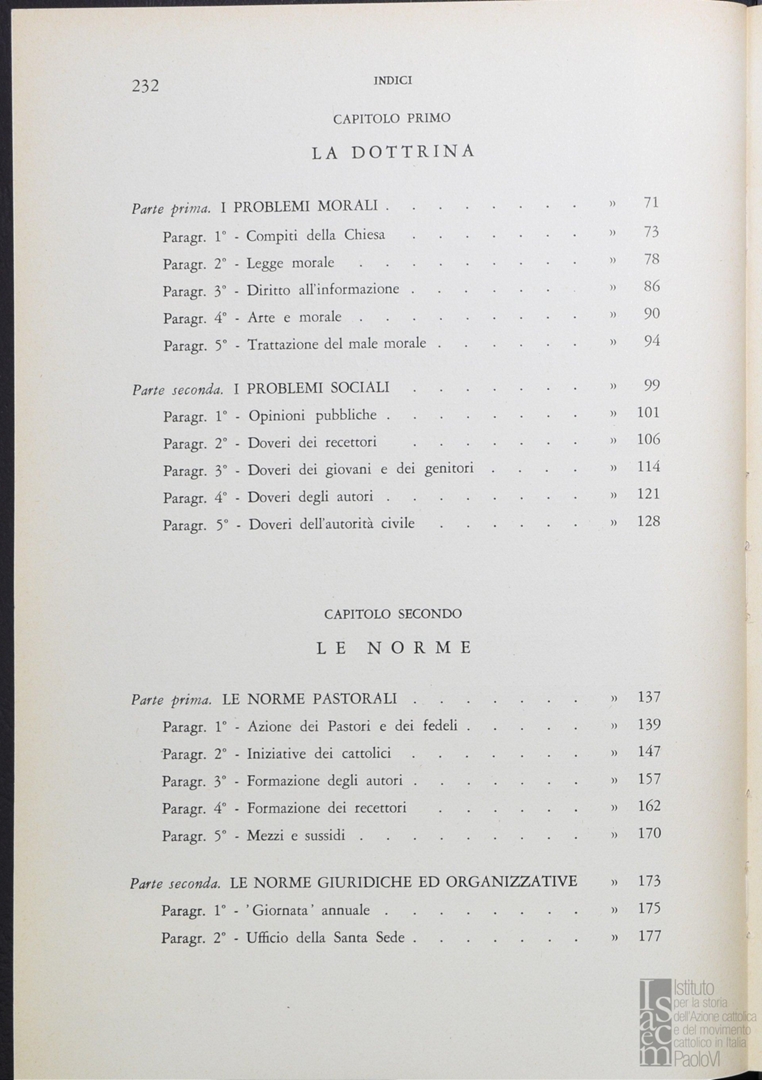 232
INDICI
CAPITOLO PRIMO
LA DOTTRINA
Parte prima. I PROBLEMI MORALI . . . . . . . . » 71
Paragr. 1° - Compiti della Chiesa . . . . . . . » 73
Paragr. 2° - Legge morale . . . . . . . . . » 78
Paragr. 3° - Diritto all'informazione . . . . . . . » 86
Paragr. 4° - Arte e morale . . . . . . . . . » 90
Paragr. 5° - Trattazione del male morale . . . . . . » 94
Parte seconda. I PROBLEMI SOCIALI . . . . . . . » 99
Paragr. 1° - Opinioni pubbliche . . . . . . . . » 101
Paragr. 2° - Doveri dei recettori . . . . . . . » 106
Paragr. 3° - Doveri dei giovani e dei genitori . . . . » 114
Paragr. 4° - Doveri degli autori . . . . . . . . » 121
Paragr. 5° - Doveri dell'autorità civile . . . . . . » 128
CAPITOLO SECONDO
LE NORME
Parte prima. LE NORME PASTORALI . . . . . . . » 137
Paragr. 1° - Azione dei Pastori e dei fedeli . . . . . » 139
Paragr. 2° - Iniziative dei cattolici . . . . . . . » 147
Paragr. 3° - Formazione degli autori . . . . . . . » 157
Paragr. 4° - Formazione dei recettori . . . . . . » 162
Paragr. 5° - Mezzi e sussidi . . . . . . . . . » 170
Parte seconda. LE NORME GIURIDICHE ED ORGANIZZATIVE » 173
Paragr. 1° - 'Giornata' annuale . . . . . . . . » 175
Paragr. 2° - Ufficio della Santa Sede . . . . . . . » 177
Isacem
Istituto
per la storia
dell'Azione cattolica
e del movimento
cattolico in Italia
PaoloVI